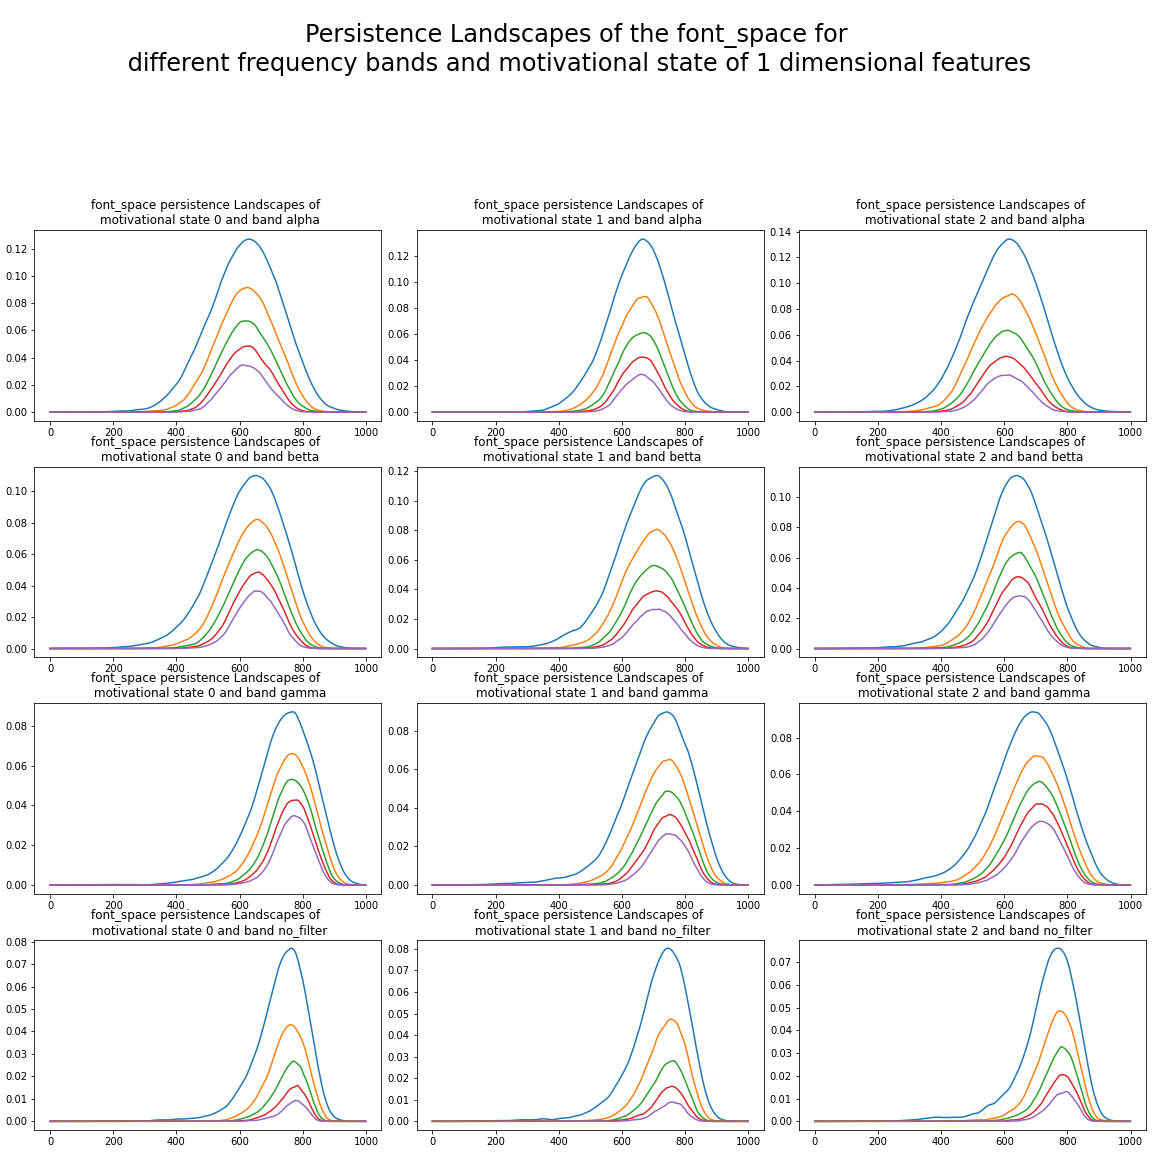 Persistence Landscapes of the font_space for
different frequency bands and motivational state of 1 dimensional features
font_space persistence Landscapes of
motivational state 0 and band alpha
0.12
0.10
0.08
0.06
0.04
0.02
0.00
0 200 400 600 800 1000
font_space persistence Landscapes of
motivational state 1 and band alpha
0.12
0.10
0.08
0.06
0.04
0.02
0.00
0 200 400 600 800 1000
font_space persistence Landscapes of
motivational state 2 and band alpha
0.14
0.12
0.10
0.08
0.06
0.04
0.02
0.00
0 200 400 600 800 1000
font_space persistence Landscapes of
motivational state 0 and band betta
0.10
0.08
0.06
0.04
0.02
0.00
0 200 400 600 800 1000
font_space persistence Landscapes of
motivational state 1 and band betta
0.12
0.10
0.08
0.06
0.04
0.02
0.00
0 200 400 600 800 1000
font_space persistence Landscapes of
motivational state 2 and band betta
0.10
0.08
0.06
0.04
0.02
0.00
0 200 400 600 800 1000
font_space persistence Landscapes of
motivational state 0 and band gamma
0.08
0.06
0.04
0.02
0.00
0 200 400 600 800 1000
font_space persistence Landscapes of
motivational state 1 and band gamma
0.08
0.06
0.04
0.02
0.00
0 200 400 600 800 1000
font_space persistence Landscapes of
motivational state 2 and band gamma
0.08
0.06
0.04
0.02
0.00
0 200 400 600 800 1000
font_space persistence Landscapes of
motivational state 0 and band no_filter
0.08
0.07
0.06
0.05
0.04
0.03
0.02
0.01
0.00
0 200 400 600 800 1000
font_space persistence Landscapes of
motivational state 1 and band no_filter
0.08
0.07
0.06
0.05
0.04
0.03
0.02
0.01
0.00
0 200 400 600 800 1000
font_space persistence Landscapes of
motivational state 2 and band no_filter
0.07
0.06
0.05
0.04
0.03
0.02
0.01
0.00
0 200 400 600 800 1000